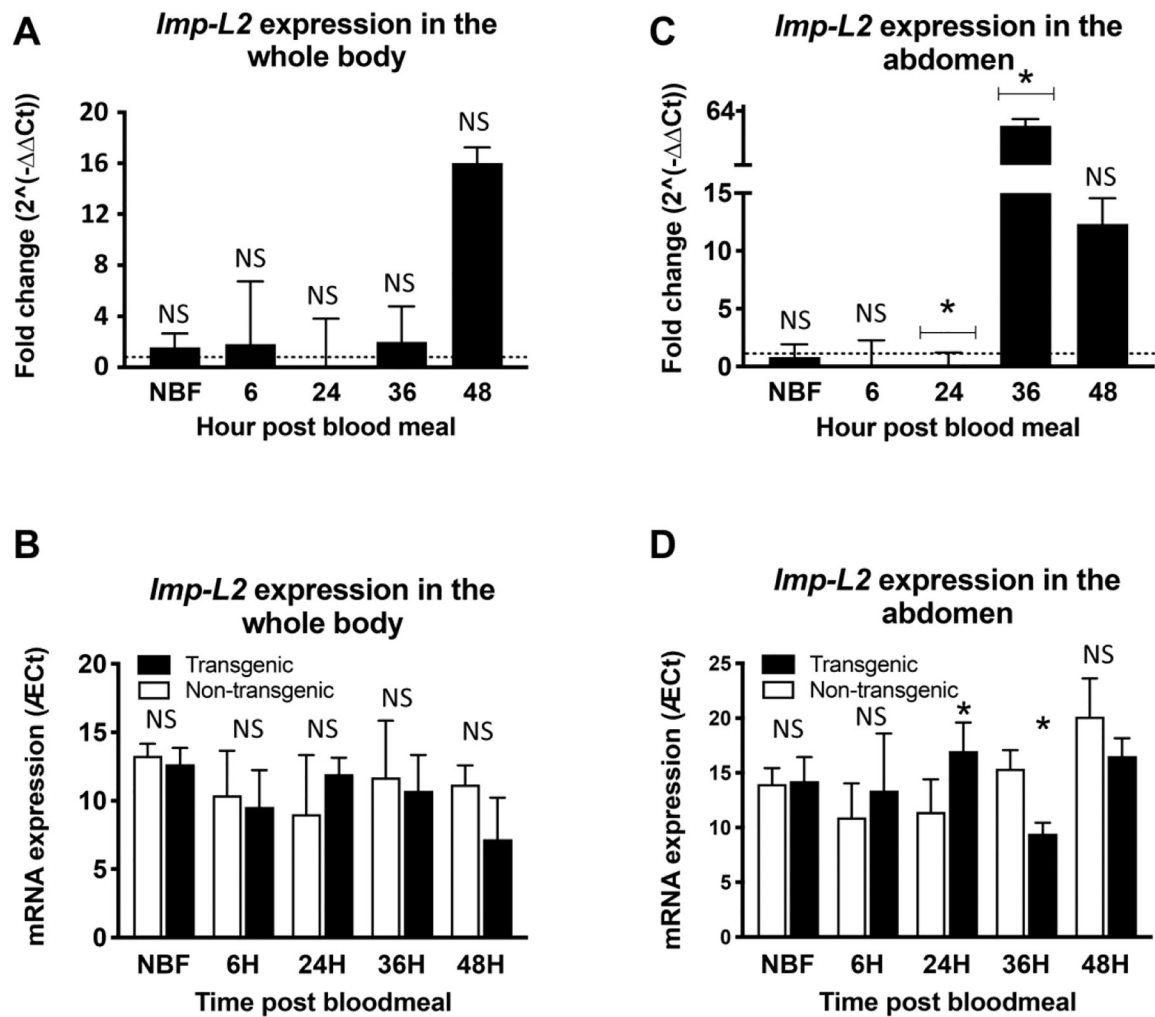 A
Imp-L2 expression in the
whole body
Fold change (2^(-ΔΔCt))
20
16
12
8
4
0
NS
NS
NS
NS
NS
NBF
6
24
36
48
Hour post blood meal
C
Imp-L2 expression in the
abdomen
Fold change (2^(-ΔΔCt))
64
15
10
5
0
NS
NS
*
*
NS
NBF
6
24
36
48
Hour post blood meal
B
Imp-L2 expression in the
whole body
mRNA expression (ÆCt)
20
15
10
5
0
Transgenic
Non-transgenic
NS
NS
NS
NS
NS
NBF
6H
24H
36H
48H
Time post bloodmeal
D
Imp-L2 expression in the
abdomen
mRNA expression (ÆCt)
25
20
15
10
5
0
Transgenic
Non-transgenic
NS
NS
*
*
NS
NBF
6H
24H
36H
48H
Time post bloodmeal